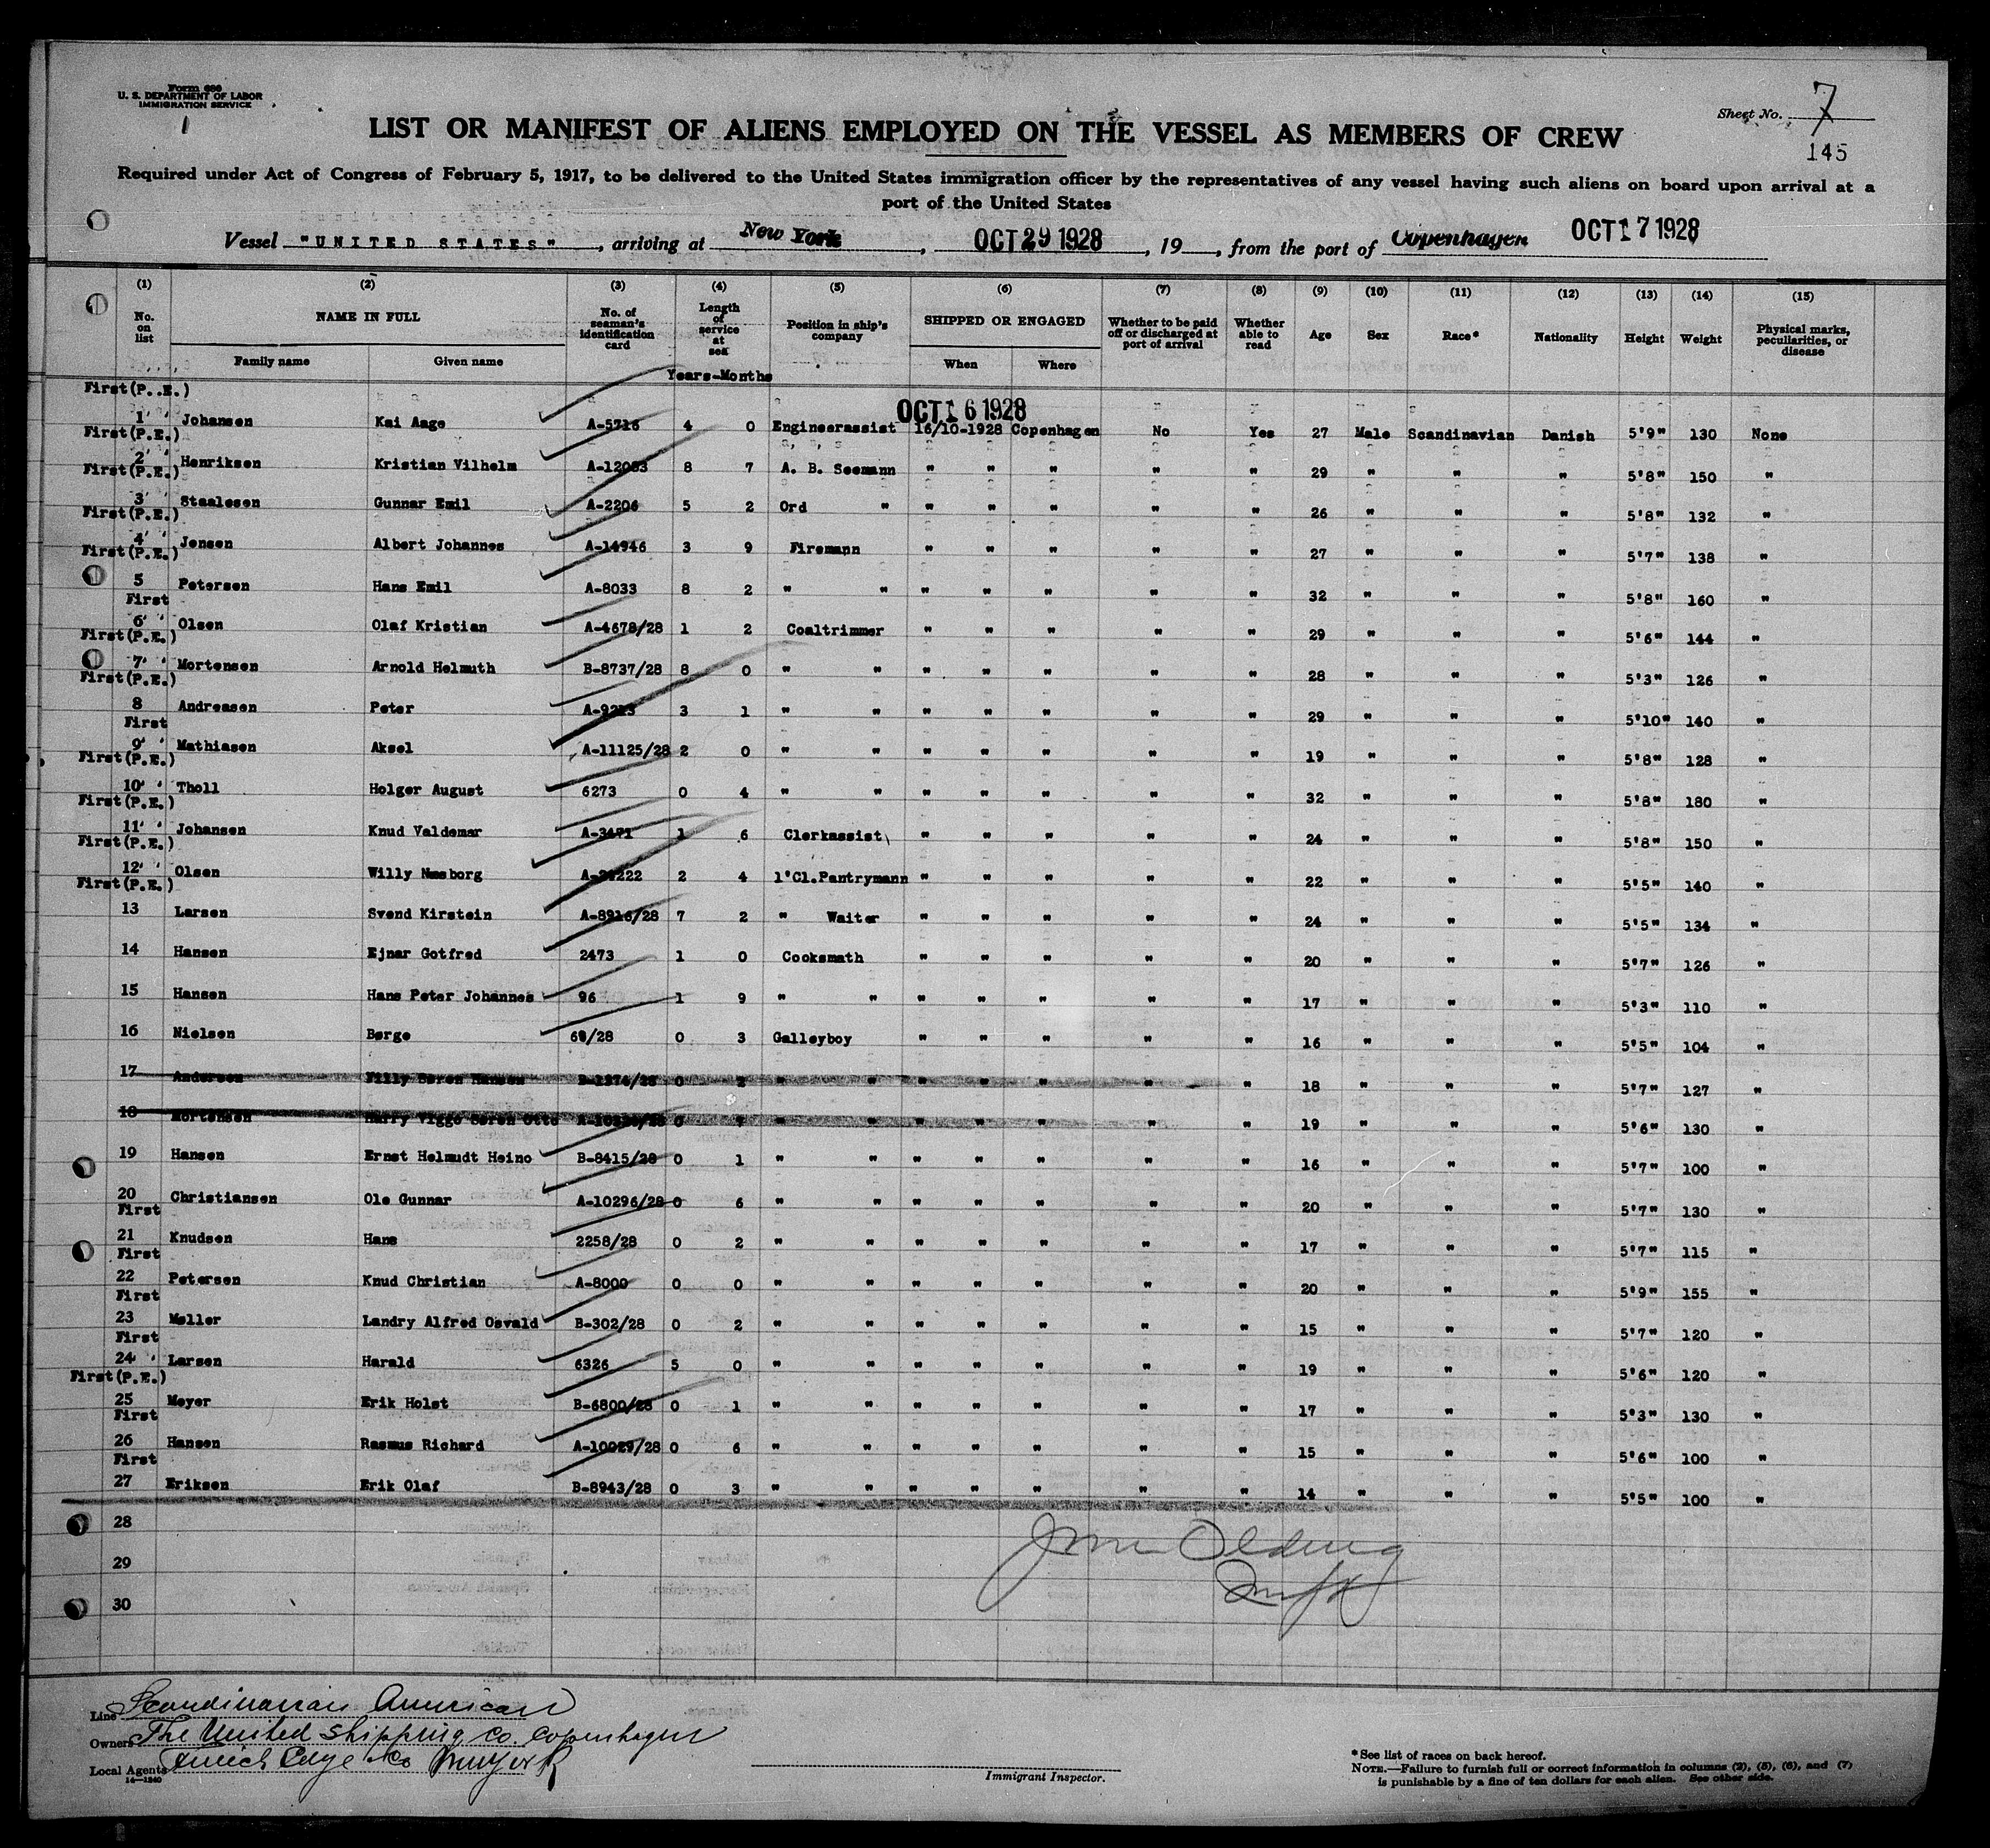 Form 680
U. S. DEPARTMENT OF LABOR
IMMIGRATION SERVICE
Sheet No. 7
145
LIST OR MANIFEST OF ALIENS EMPLOYED ON THE VESSEL AS MEMBERS OF CREW
Required under Act of Congress of February 5, 1917, to be delivered to the United States immigration officer by the representatives of any vessel having such aliens on board upon arrival at a
port of the United States
Vessel "UNITED STATES", arriving at New York, OCT 29 1928, 19 , from the port of Copenhagen OCT 17 1928
(1) (2) (3) (4) (5) (6) (7) (8) (9) (10) (11) (12) (13) (14) (15)
No. on list NAME IN FULL Family name Given name No. of seaman's identification card Length of service at sea Position in ship's company SHIPPED OR ENGAGED When Where Whether to be paid off or discharged at port of arrival Whether able to read Age Sex Race* Nationality Height Weight Physical marks, peculiarities, or disease
Years-Months
First(P.E.)
OCT 16 1928
1 Johansen Kai Aage A-5716 4 0 Engineerassist 16/10-1928 Copenhagen No Yes 27 Male Scandinavian Danish 5'9" 130 None
First(P.E.)
2 Henriksen Kristian Vilhelm 8 7 A. B. Seemann " " " " " 29 " " " 5'8" 150 "
First(P.E.)
3 Staalesen Gunnar Emil A-2206 5 2 Ord " " " " " " 26 " " " 5'8" 132 "
First(P.E.)
4 Jensen Albert Johannes A-14946 3 9 Firemann " " " " " 27 " " " 5'7" 138 "
First(P.E.)
5 Petersen Hans Emil A-8033 8 2 " " " " " " " 32 " " " 5'8" 160 "
First
6 Olsen Olaf Kristian A-4678/28 1 2 Coaltrimmer " " " " " 29 " " " 5'6" 144 "
First(P.E.)
7 Mortensen Arnold Helmuth B-8737/28 8 0 " " " " " " " 28 " " " 5'3" 126 "
First(P.E.)
8 Andreasen Peter 3 1 " " " " " " " 29 " " " 5'10" 140 "
First
9 Mathiasen Aksel A-11125/28 2 0 " " " " " " " 19 " " " 5'8" 128 "
First(P.E.)
10 Tholl Holger August 6273 0 4 " " " " " " " 32 " " " 5'8" 180 "
First(P.E.)
11 Johansen Knud Valdemar A-3471 1 6 Clerkassist " " " " " 24 " " " 5'8" 150 "
First(P.E.)
12 Olsen Willy Næsborg 2 4 1'Cl.Pantrymann " " " " " 22 " " " 5'5" 140 "
First(P.E.)
13 Larsen Svend Kirstein A-8916/28 7 2 " Waiter " " " " " 24 " " " 5'5" 134 "
14 Hansen Ejnar Gotfred 2473 1 0 Cooksmath " " " " " 20 " " " 5'7" 126 "
15 Hansen Hans Peter Johannes 96 1 9 " " " " " " " 17 " " " 5'3" 110 "
16 Nielsen Børge 0 3 Galleyboy " " " " " 16 " " " 5'5" 104 "
17 Andersen Søren Hansen 0 2 " " " " " " " 18 " " " 5'7" 127 "
18 Mortensen Harry Viggo Søren Otto 0 " " " " " " " 19 " " " 5'6" 130 "
19 Hansen Ernst Helmudt Heino B-8415/28 0 1 " " " " " " " 16 " " " 5'7" 100 "
20 Christiansen Ole Gunnar A-10296/28 0 6 " " " " " " " 20 " " " 5'7" 130 "
First
21 Knudsen Hans 2258/28 0 2 " " " " " " " 17 " " " 5'7" 115 "
First
22 Petersen Knud Christian A-8000 0 0 " " " " " " " 20 " " " 5'9" 155 "
First
23 Møller Landry Alfred Osvald B-302/28 0 2 " " " " " " " 15 " " " 5'7" 120 "
First
24 Larsen Harald 6326 5 0 " " " " " " " 19 " " " 5'6" 120 "
First(P.E.)
25 Meyer Erik Holst B-6800/28 0 1 " " " " " " " 17 " " " 5'3" 130 "
First
26 Hansen Rasmus Richard A-10029/28 0 6 " " " " " " " 15 " " " 5'6" 100 "
First
27 Eriksen Erik Olaf B-8943/28 0 3 " " " " " " " 14 " " " 5'5" 100 "
28
29
30
Line Scandinavian American
Owners The United Shipping Co. Copenhagen
Local Agents
14-1240
Immigrant Inspector.
*See list of races on back hereof.
NOTE.—Failure to furnish full or correct information in columns (2), (5), (6), and (7)
is punishable by a fine of ten dollars for each alien. See other side.